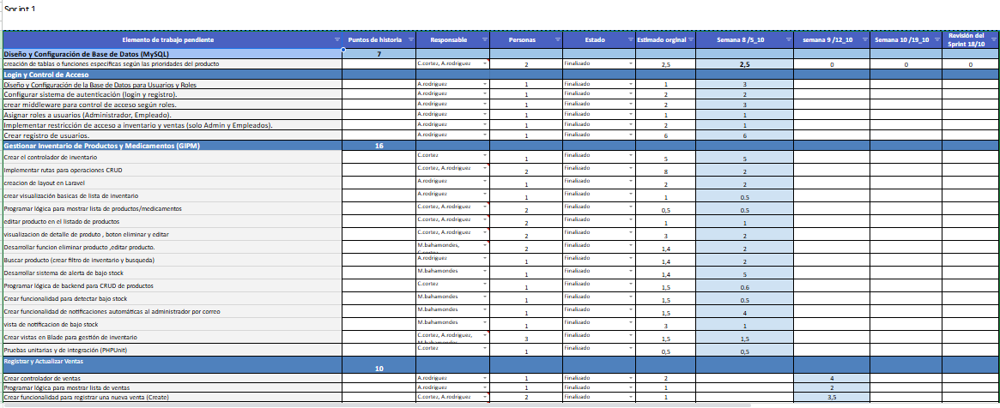 Sprint 1
Elemento de trabajo pendiente Puntos de historia Responsable Personas Estado Estimado orginal Semana 8 /5_10 semana 9 /12_10 Semana 10 /19_10 Revisión del Sprint 18/10
Diseño y Configuración de Base de Datos (MySQL) 7
creación de tablas o funciones específicas según las prioridades del producto C.cortez, A.rodriguez 2 Finalizado 2,5 2,5 0 0 0
Login y Control de Acceso
Diseño y Configuración de la Base de Datos para Usuarios y Roles A.rodriguez 1 Finalizado 1 3
Configurar sistema de autenticación (login y registro). A.rodriguez 1 Finalizado 2 2
crear middleware para control de acceso según roles. A.rodriguez 1 Finalizado 2 3
Asignar roles a usuarios (Administrador, Empleado). A.rodriguez 1 Finalizado 1 1
Implementar restricción de acceso a inventario y ventas (solo Admin y Empleados). A.rodriguez 1 Finalizado 2 1
Crear registro de usuarios. A.rodriguez 1 Finalizado 6 6
Gestionar Inventario de Productos y Medicamentos (GIPM) 16
Crear el controlador de inventario C.cortez 1 Finalizado 5 5
Implementar rutas para operaciones CRUD C.cortez, A.rodriguez 2 Finalizado 8 2
creacion de layout en Laravel A.rodriguez 1 Finalizado 2 2
crear visualización basicas de lista de inventario A.rodriguez 1 Finalizado 1 0.5
Programar lógica para mostrar lista de productos/medicamentos C.cortez, A.rodriguez 2 Finalizado 0,5 0.5
editar producto en el listado de productos C.cortez, A.rodriguez 2 Finalizado 1 1
visualizacion de detalle de produto , boton eliminar y editar C.cortez, A.rodriguez 2 Finalizado 3 2
Desarrollar funcion eliminar producto ,editar producto. M.bahamondes, 2 Finalizado 1,4 2
Buscar producto (crear filtro de inventario y busqueda) A.rodriguez 1 Finalizado 1,4 2
Desarrollar sistema de alerta de bajo stock M.bahamondes 1 Finalizado 1,4 5
Programar lógica de backend para CRUD de productos C.cortez 1 Finalizado 1,5 0.6
Crear funcionalidad para detectar bajo stock M.bahamondes 1 Finalizado 1,5 0.5
Crear funcionalidad de notificaciones automáticas al administrador por correo M.bahamondes 1 Finalizado 1,5 4
vista de notificacion de bajo stock M.bahamondes 1 Finalizado 3 1
Crear vistas en Blade para gestión de inventario C.cortez, A.rodriguez, 3 Finalizado 1,5 1,5
Pruebas unitarias y de integración (PHPUnit) C.cortez 1 Finalizado 0,5 0,5
Registrar y Actualizar Ventas 10
Crear controlador de ventas A.rodriguez 1 Finalizado 2 4
Programar lógica para mostrar lista de ventas A.rodriguez 1 Finalizado 1 2
Crear funcionalidad para registrar una nueva venta (Create) C.cortez, A.rodriguez 2 Finalizado 1 3,5